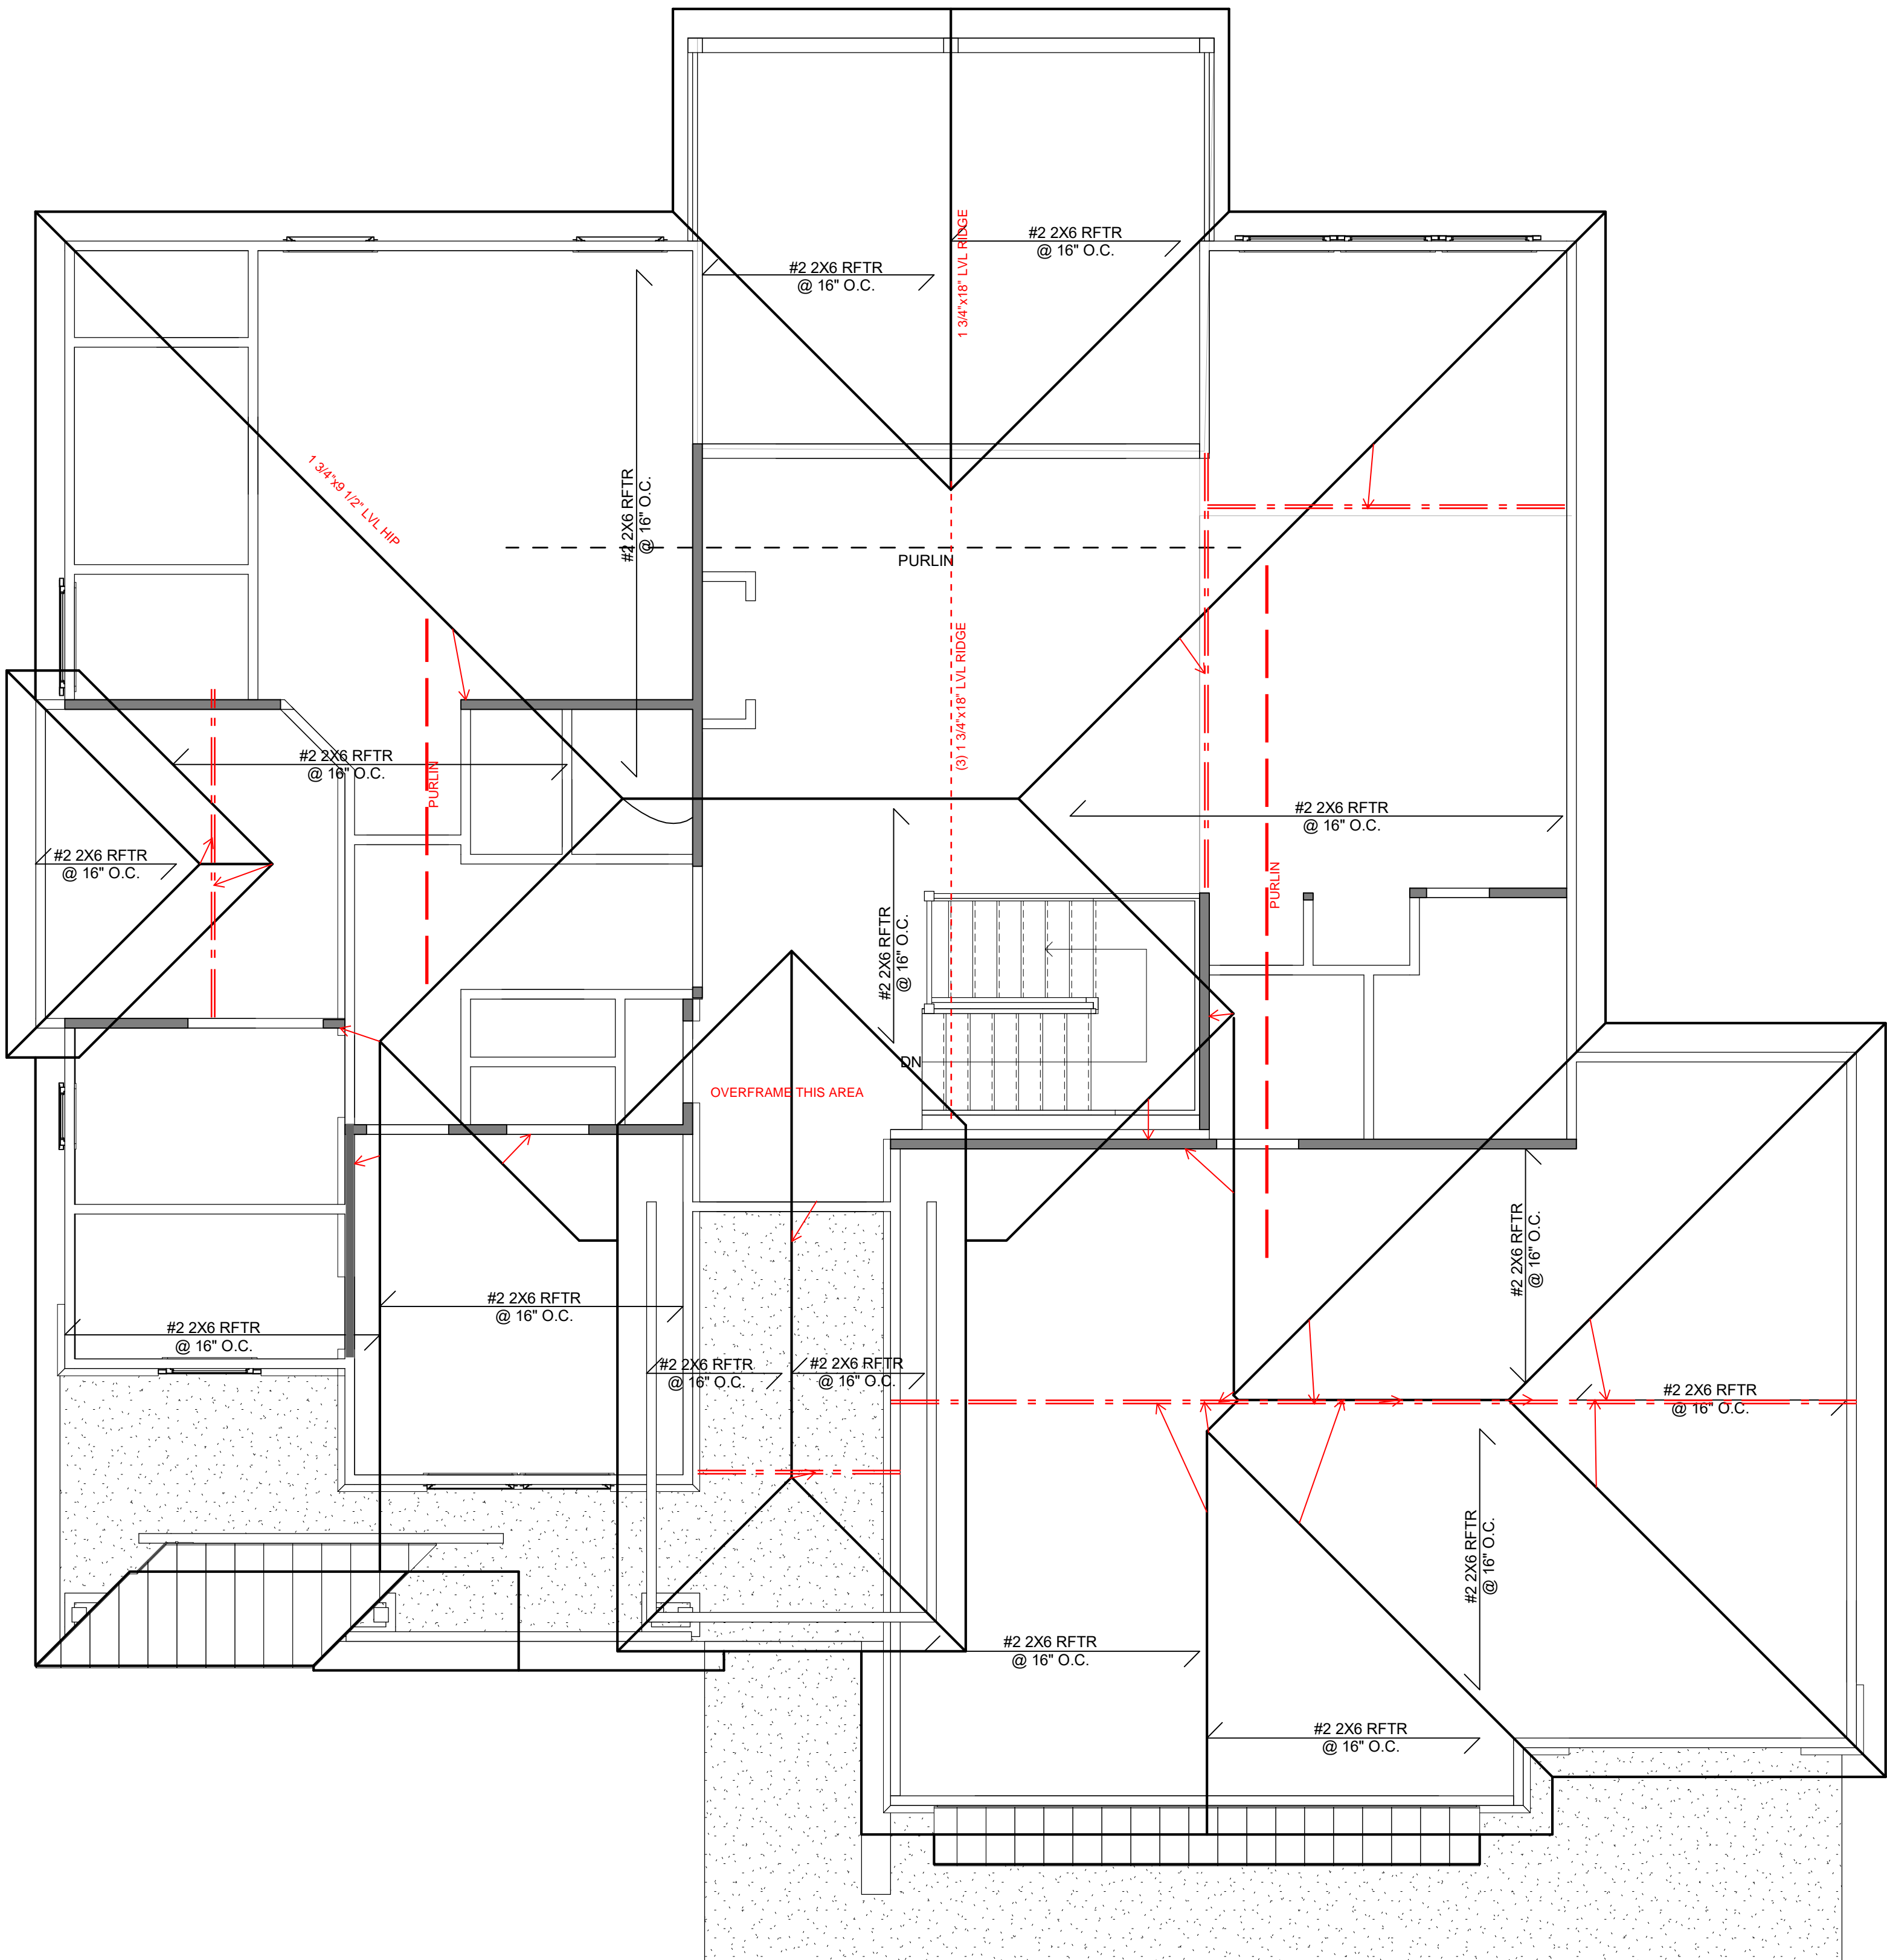 #2 2X6 RFTR
@ 16" O.C.
1 3/4"x18" LVL RIDGE
#2 2X6 RFTR
@ 16" O.C.
1 3/4"x9 1/2" LVL HIP
#2 2X6 RFTR
@ 16" O.C.
PURLIN
(3) 1 3/4"x18" LVL RIDGE
#2 2X6 RFTR
@ 16" O.C.
PURLIN
#2 2X6 RFTR
@ 16" O.C.
#2 2X6 RFTR
@ 16" O.C.
PURLIN
#2 2X6 RFTR
@ 16" O.C.
DN
OVERFRAME THIS AREA
#2 2X6 RFTR
@ 16" O.C.
#2 2X6 RFTR
@ 16" O.C.
#2 2X6 RFTR
@ 16" O.C.
#2 2X6 RFTR
@ 16" O.C.
#2 2X6 RFTR
@ 16" O.C.
#2 2X6 RFTR
@ 16" O.C.
#2 2X6 RFTR
@ 16" O.C.
#2 2X6 RFTR
@ 16" O.C.
#2 2X6 RFTR
@ 16" O.C.